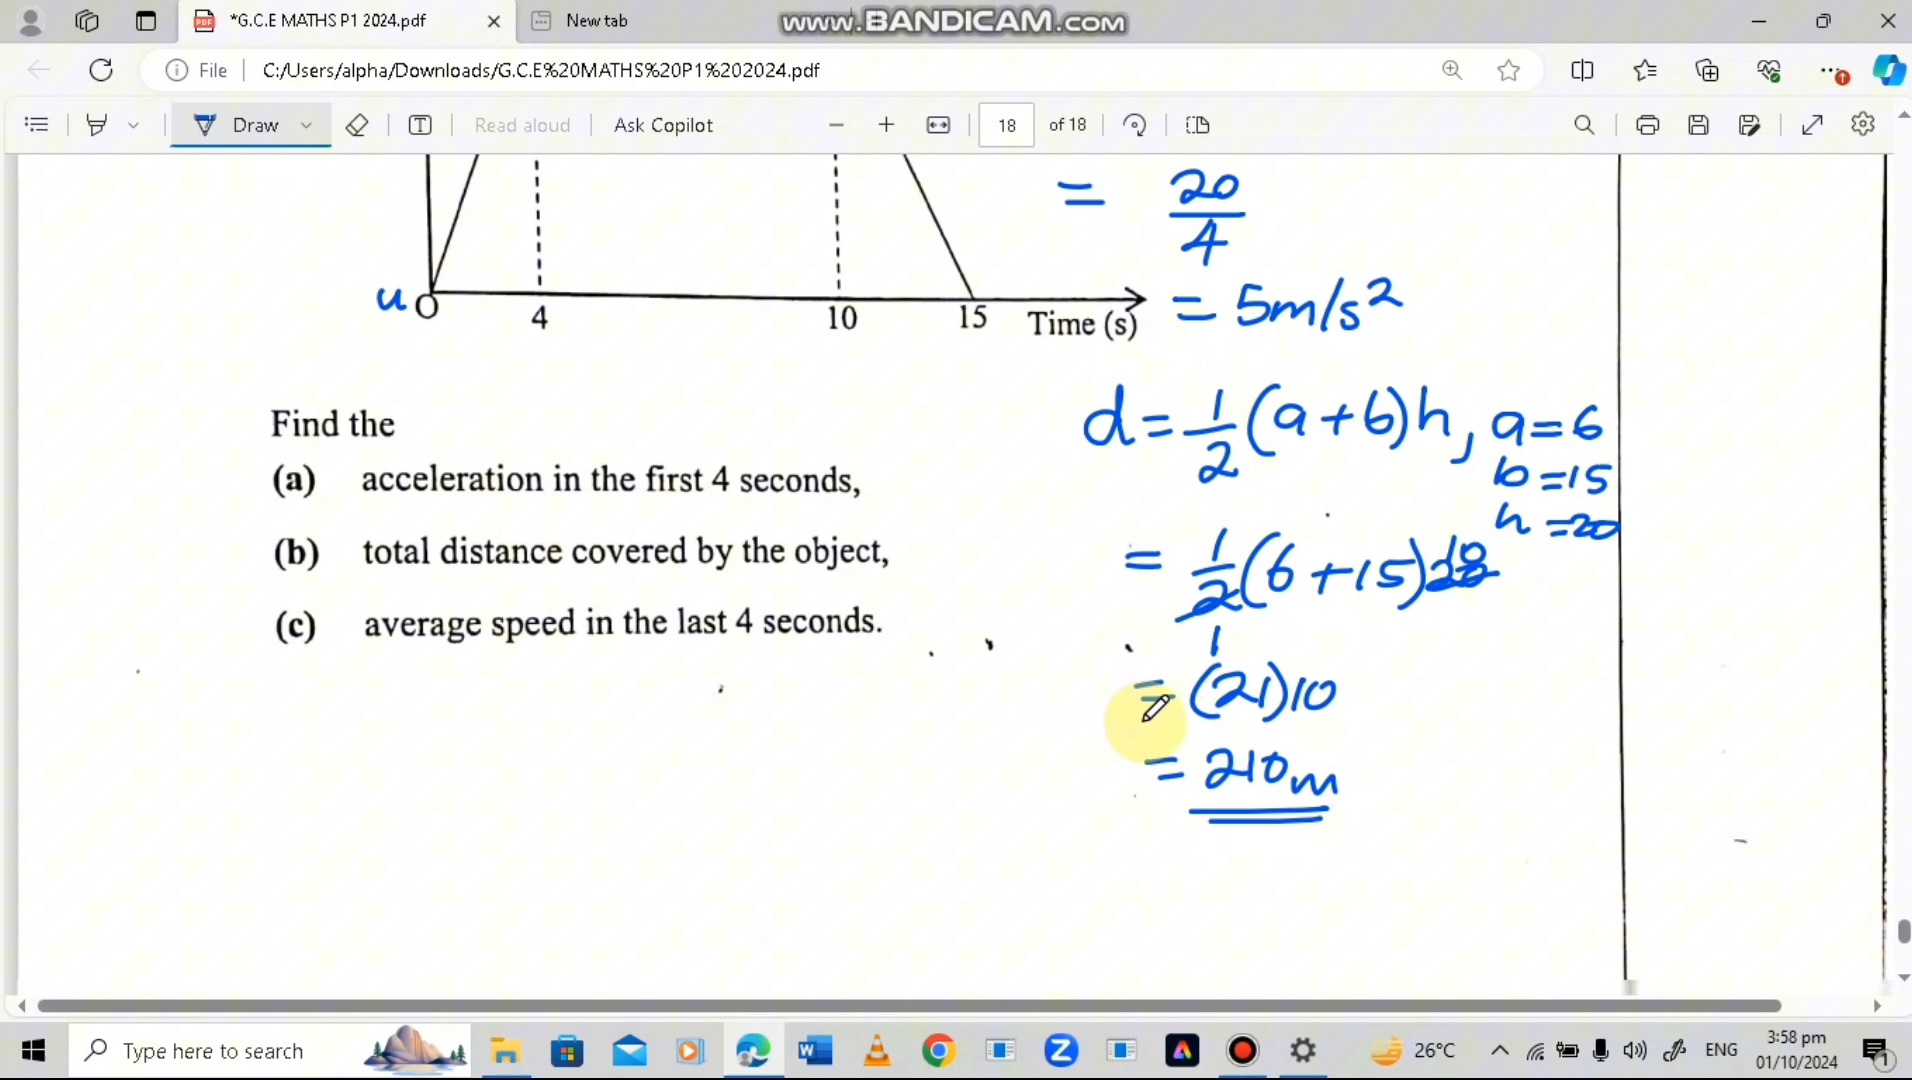 *G.C.E MATHS P1 2024.pdf
New tab
www.BANDICAM.com
File
C:/Users/alpha/Downloads/G.C.E%20MATHS%20P1%202024.pdf
Draw
Read aloud
Ask Copilot
18
of 18
= 20/4
u O
4
10
15
Time (s)
= 5m/s²
Find the
(a) acceleration in the first 4 seconds,
(b) total distance covered by the object,
(c) average speed in the last 4 seconds.
d = 1/2 (a + b) h, a = 6
b = 15
h = 20
= 1/2 (6 + 15) 20 10
1
= (21) 10
= 210m
Type here to search
26°C
ENG
3:58 pm
01/10/2024
1